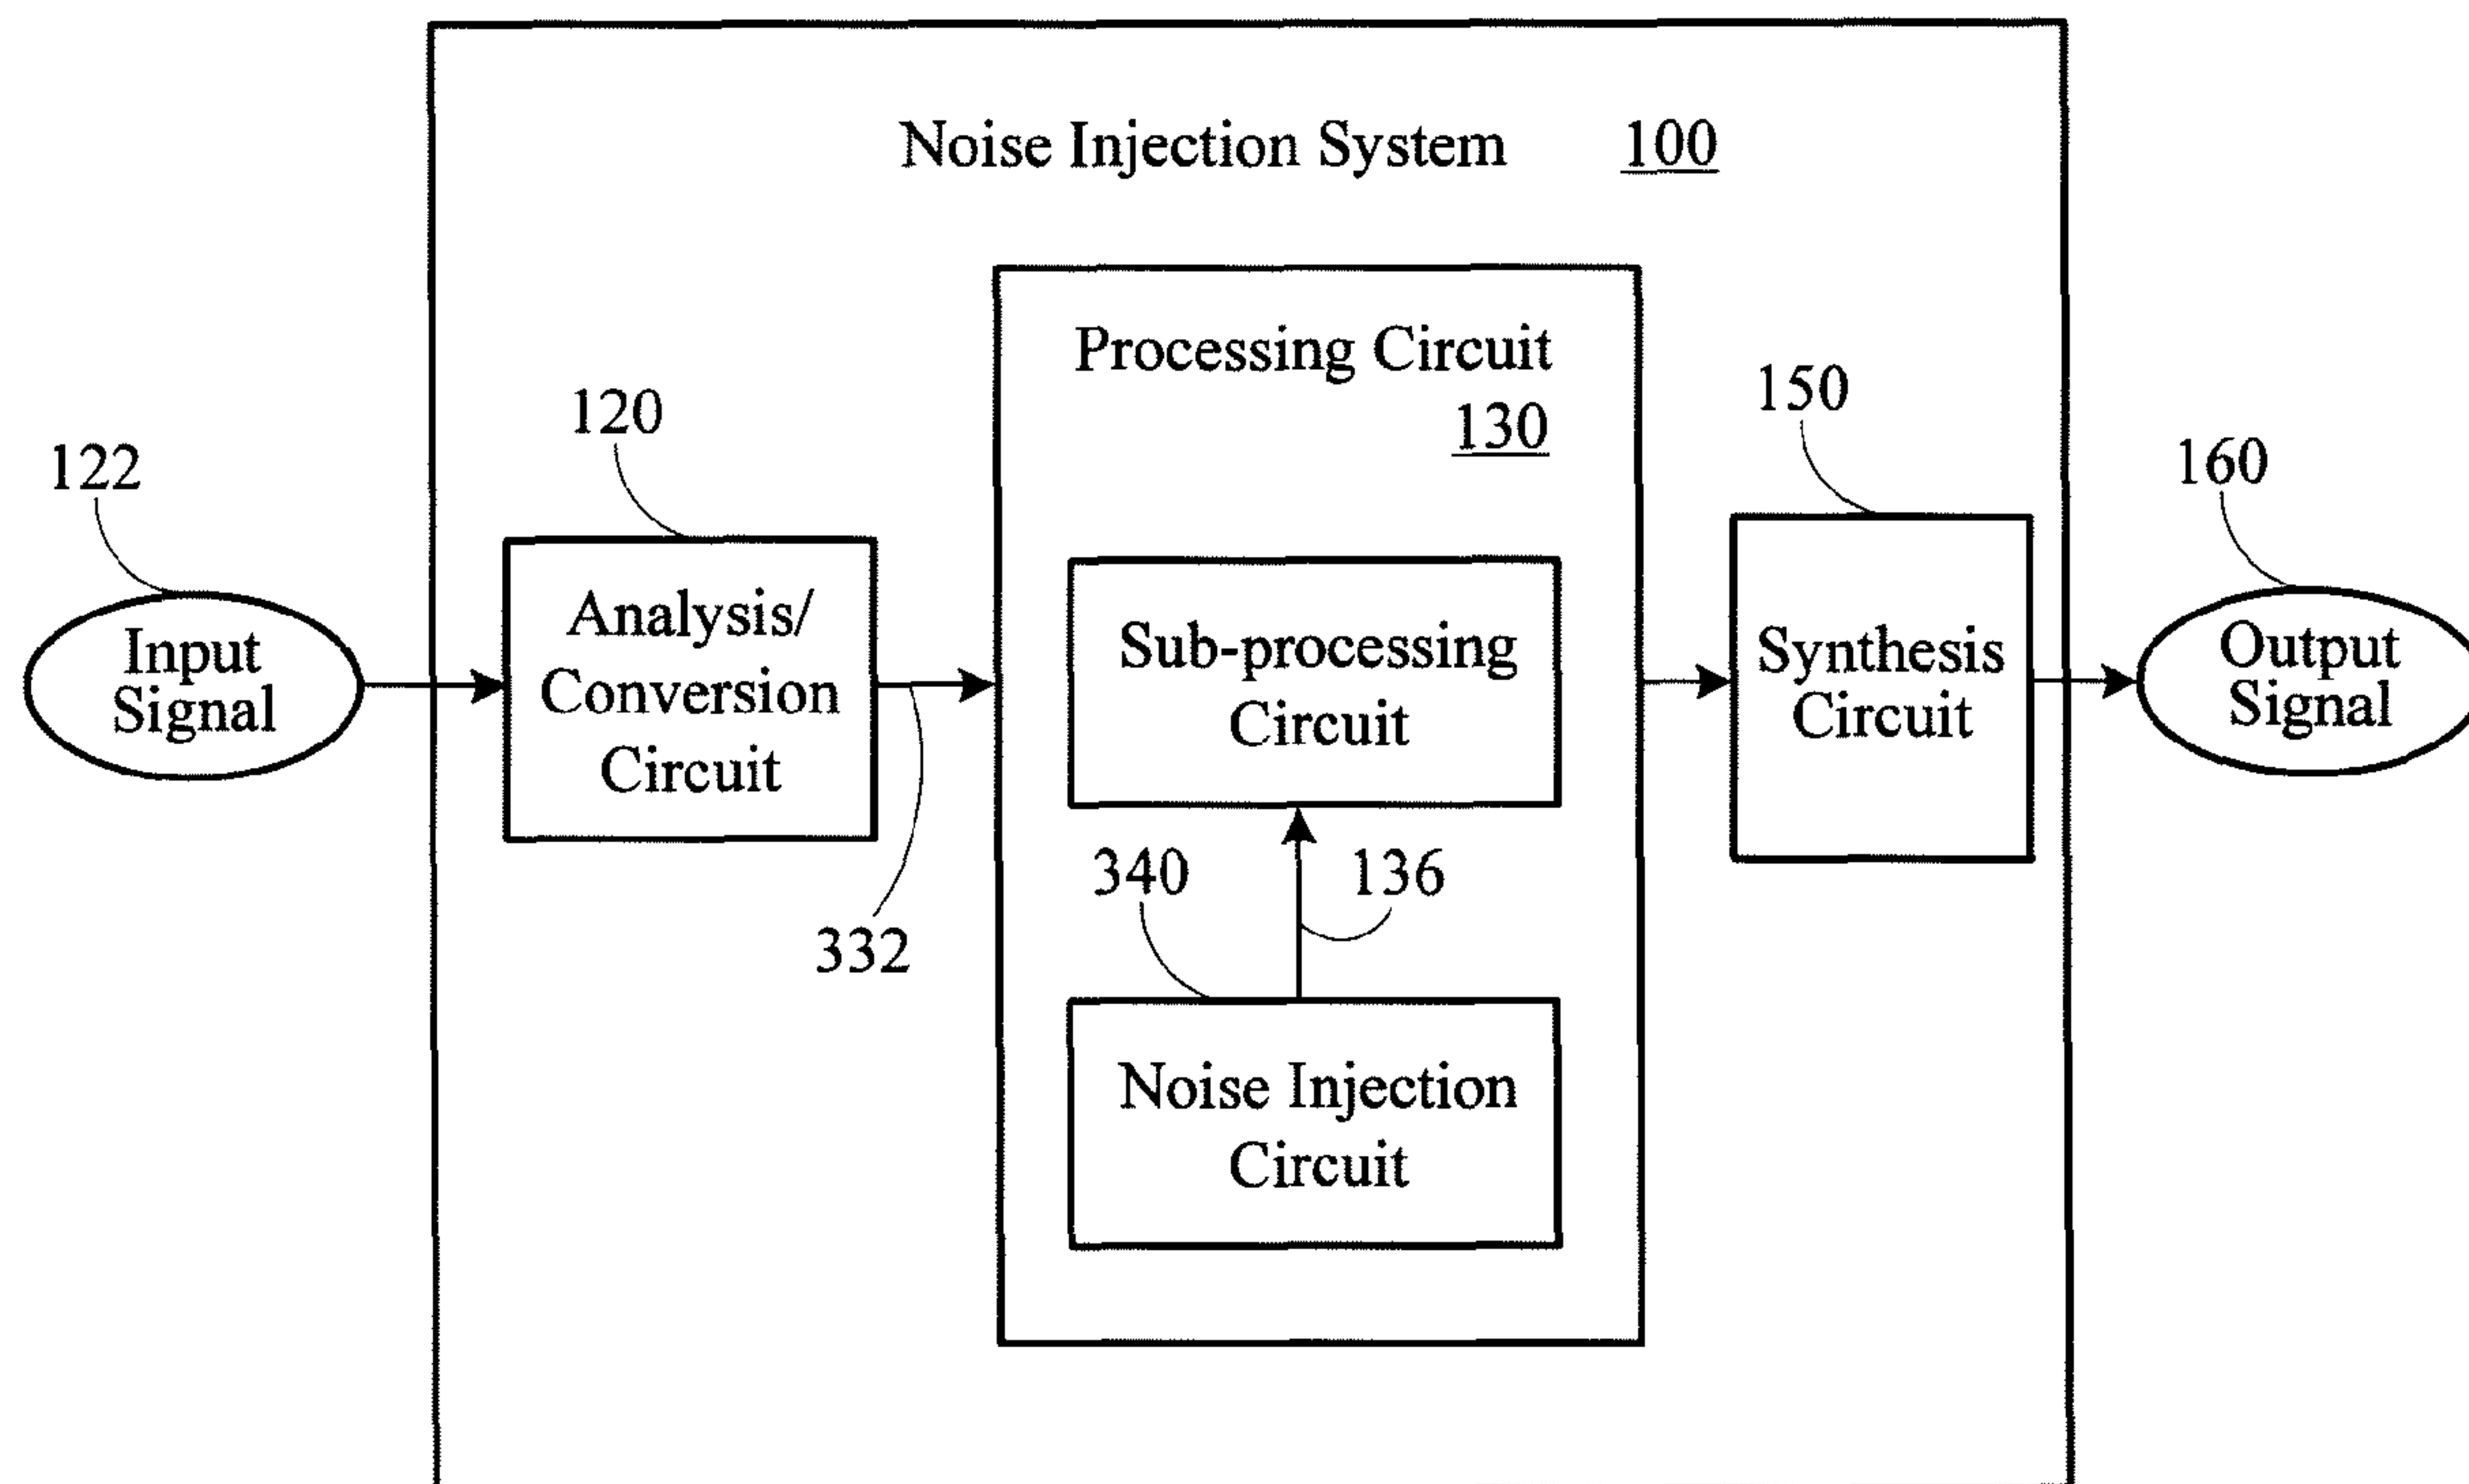 Noise Injection System 100
Processing Circuit
130
122
120
150
160
Input
Signal
Analysis/
Conversion
Circuit
332
Sub-processing
Circuit
340
136
Noise Injection
Circuit
Synthesis
Circuit
Output
Signal